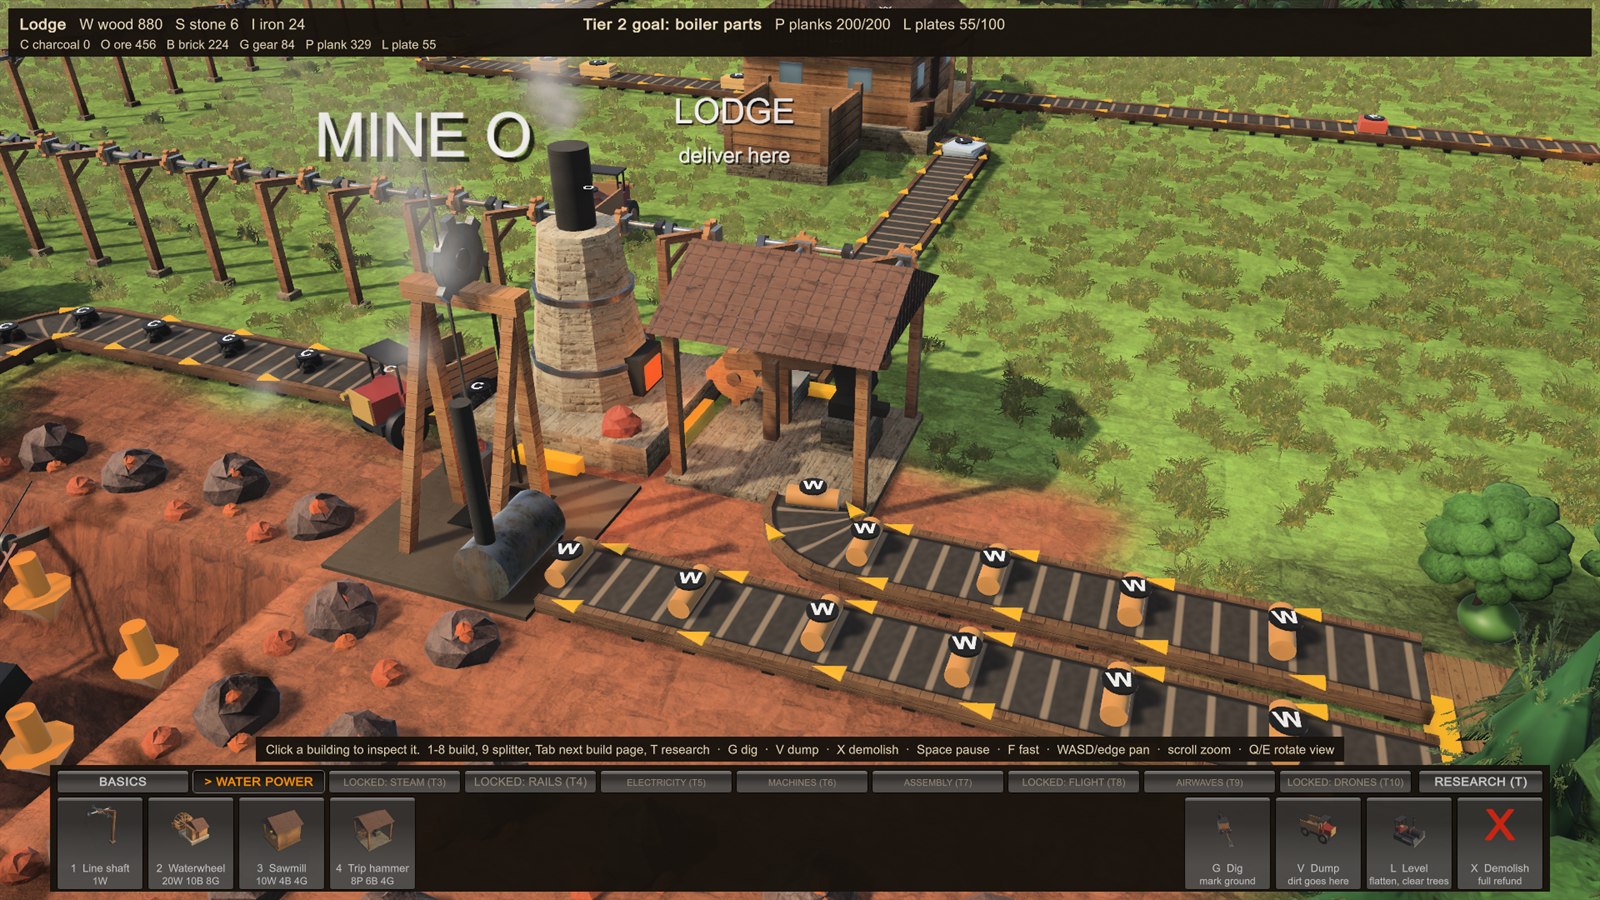 Lodge W wood 880 S stone 6 I iron 24
Tier 2 goal: boiler parts P planks 200/200 L plates 55/100
C charcoal 0 O ore 456 B brick 224 G gear 84 P plank 329 L plate 55
MINE O
LODGE
deliver here
C
C
C
C
C
C
W
W
W
W
W
W
W
W
W
W
W
Click a building to inspect it. 1-8 build, 9 splitter, Tab next build page, T research · G dig · V dump · X demolish · Space pause · F fast · WASD/edge pan · scroll zoom · Q/E rotate view
BASICS
> WATER POWER
LOCKED: STEAM (T3)
LOCKED: RAILS (T4)
ELECTRICITY (T5)
MACHINES (T6)
ASSEMBLY (T7)
LOCKED: FLIGHT (T8)
AIRWAVES (T9)
LOCKED: DRONES (T10)
RESEARCH (T)
1 Line shaft
1W
2 Waterwheel
20W 10B 8G
3 Sawmill
10W 4B 4G
4 Trip hammer
8P 6B 4G
G Dig
mark ground
V Dump
dirt goes here
L Level
flatten, clear trees
X
X Demolish
full refund